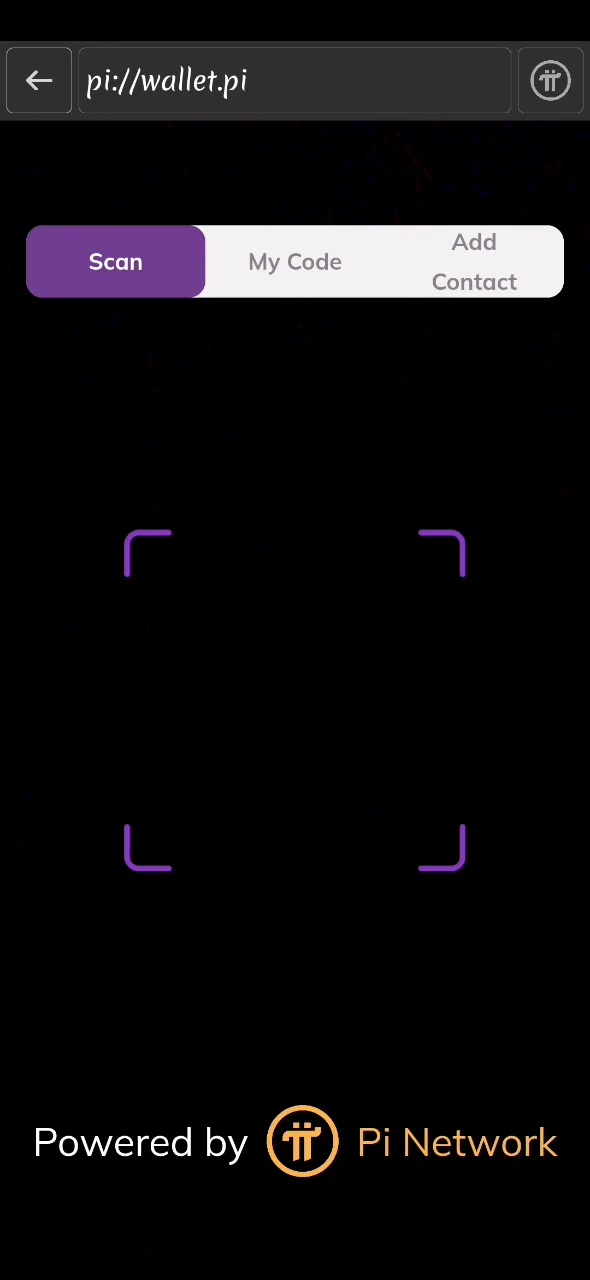 pi://wallet.pi
Scan
My Code
Add
Contact
Powered by Pi Network